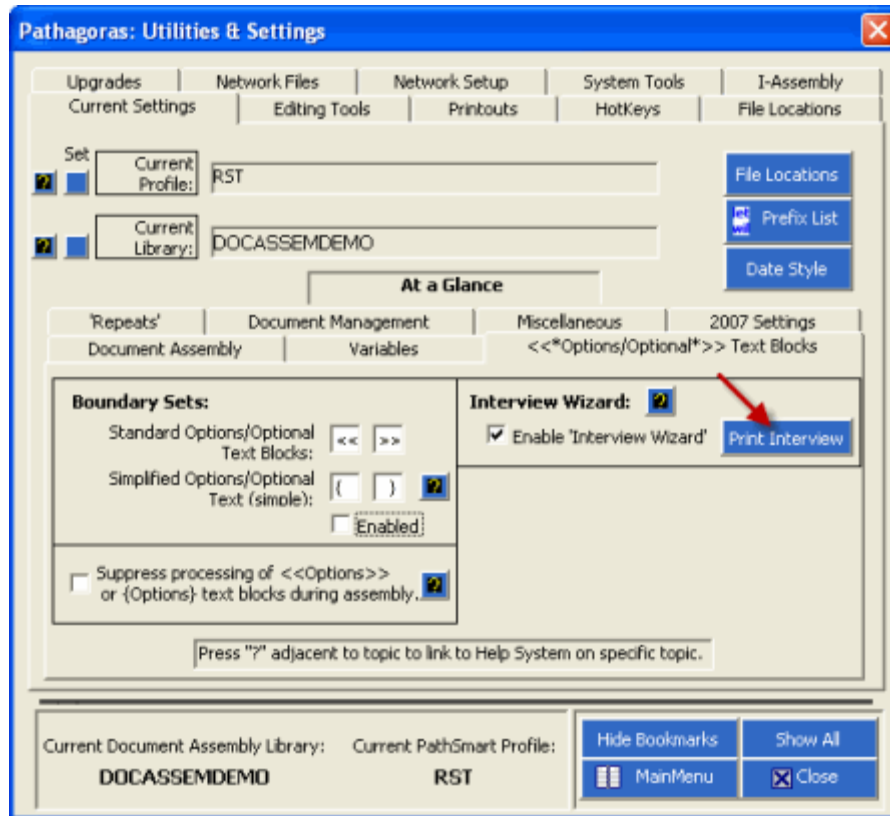 Pathagoras: Utilities & Settings
Upgrades Network Files Network Setup System Tools I-Assembly
Current Settings Editing Tools Printouts HotKeys File Locations
Set
Current Profile: RST
File Locations
Prefix List
Current Library: DOCASSEMDEMO
Date Style
At a Glance
'Repeats' Document Management Miscellaneous 2007 Settings
Document Assembly Variables <<*Options/Optional*>> Text Blocks
Boundary Sets:
Standard Options/Optional
Text Blocks: << >>
Simplified Options/Optional
Text (simple): { } ?
Enabled
Suppress processing of <<Options>>
or {Options} text blocks during assembly. ?
Interview Wizard: ?
Enable 'Interview Wizard' Print Interview
Press "?" adjacent to topic to link to Help System on specific topic.
Current Document Assembly Library: Current PathSmart Profile:
DOCASSEMDEMO RST
Hide Bookmarks Show All
MainMenu Close